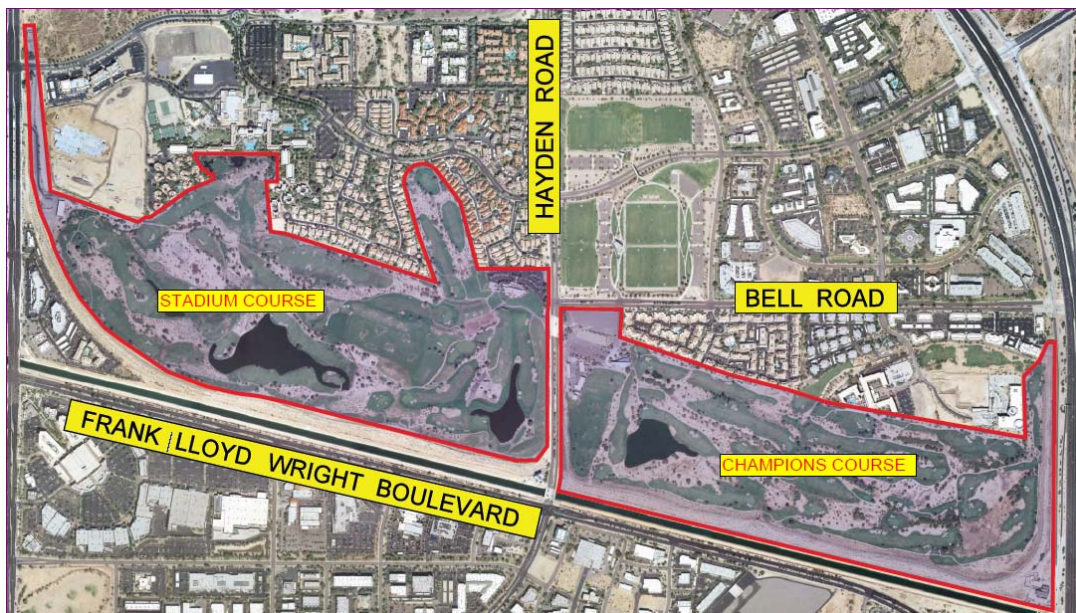 HAYDEN ROAD
STADIUM COURSE
BELL ROAD
FRANK LLOYD WRIGHT BOULEVARD
CHAMPIONS COURSE